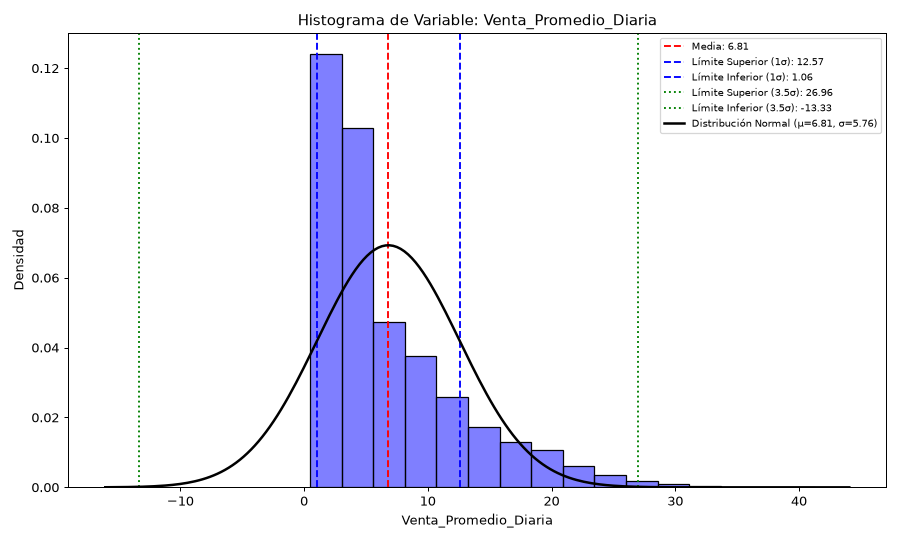 Histograma de Variable: Venta_Promedio_Diaria
Media: 6.81
Límite Superior (1σ): 12.57
Límite Inferior (1σ): 1.06
Límite Superior (3.5σ): 26.96
Límite Inferior (3.5σ): -13.33
Distribución Normal (μ=6.81, σ=5.76)
Densidad
0.12
0.10
0.08
0.06
0.04
0.02
0.00
−10 0 10 20 30 40
Venta_Promedio_Diaria